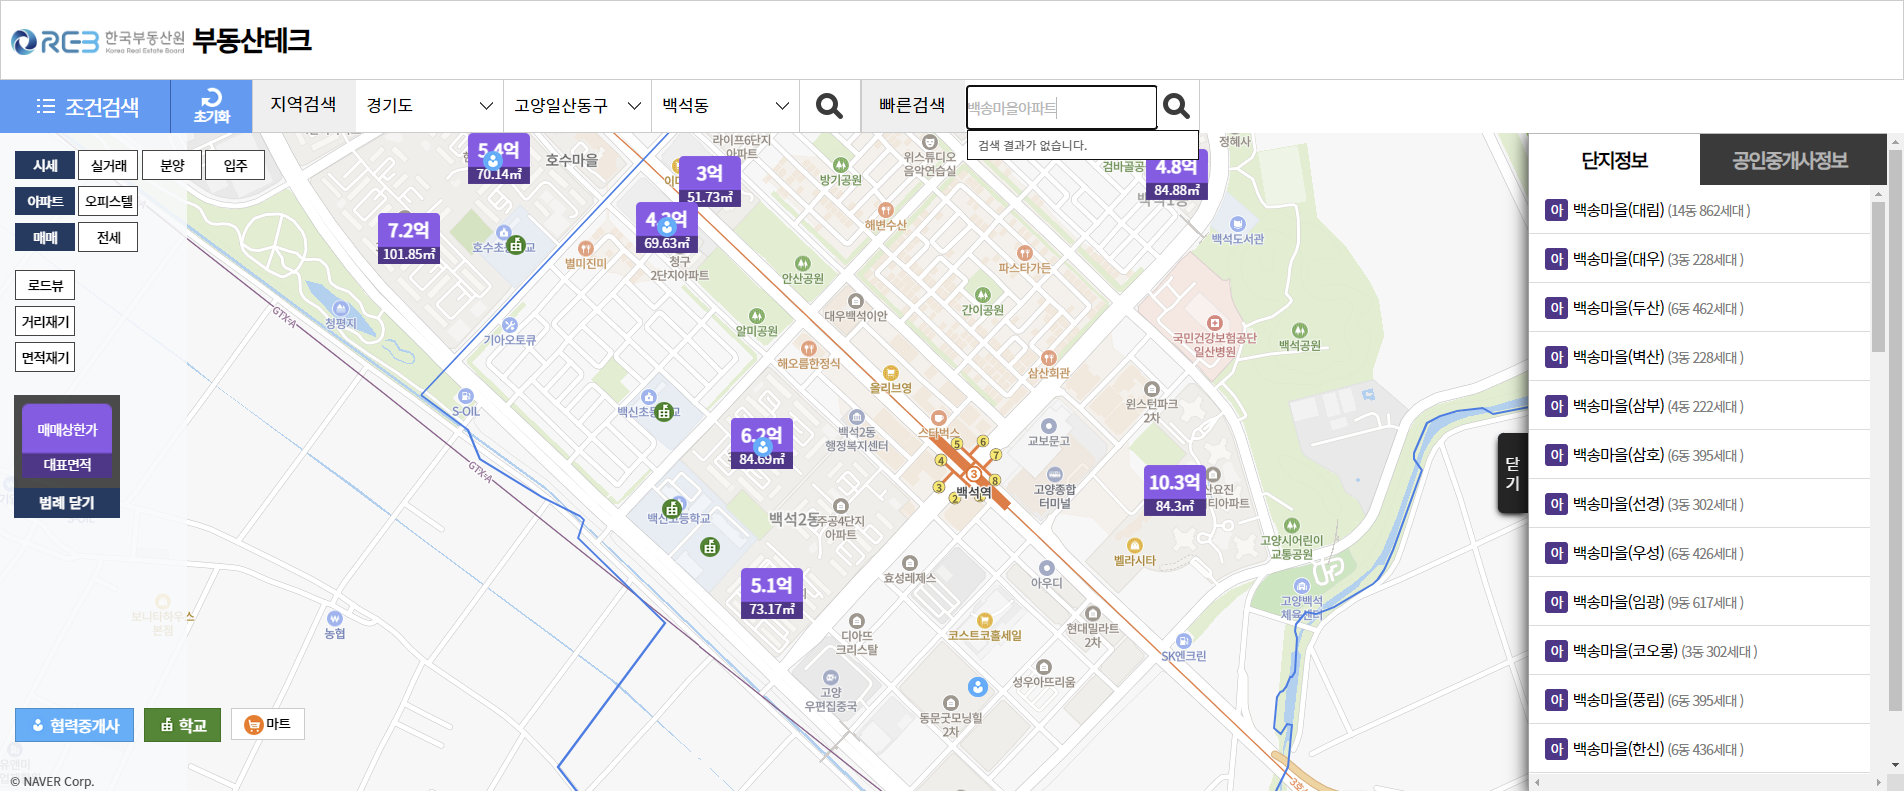 REB 한국부동산원
Korea Real Estate Board
부동산테크
조건검색
초기화
지역검색
경기도
고양일산동구
백석동
빠른검색
백송마을아파트
검색 결과가 없습니다.
시세
실거래
분양
입주
아파트
오피스텔
매매
전세
로드뷰
거리재기
면적재기
매매상한가
대표면적
범례 닫기
협력중개사
학교
마트
© NAVER Corp.
5.4억
70.14㎡
호수마을
3억
51.73㎡
라이프6단지
아파트
위스튜디오
음악연습실
방기공원
정혜사
검바골공
4.8억
84.88㎡
7.2억
101.85㎡
69.63㎡
청구
2단지아파트
별미진미
해변수산
백석도서관
파스타가든
안산공원
간이공원
대우백석이안
알미공원
청평지
GTX-A
기아오토큐
해오름한정식
국민건강보험공단
일산병원
백석공원
삼산회관
올리브영
S-OIL
윈스턴파크
2차
스타벅스
백석2동
행정복지센터
교보문고
6.2억
84.69㎡
GTX-A
5
6
4
7
3
8
2
3
백석역
고양종합
터미널
10.3억
84.3㎡
백석2동
주공4단지
아파트
고양시어린이
교통공원
벨라시타
효성레제스
아우디
5.1억
73.17㎡
고양백석
체육센터
보니타하우스
본점
농협
디아뜨
크리스탈
코스트코홀세일
현대밀라트
2차
SK엔크린
성우아뜨리움
고양
우편집중국
동문굿모닝힐
2차
닫
기
단지정보
공인중개사정보
아 백송마을(대림) (14동 862세대 )
아 백송마을(대우) (3동 228세대 )
아 백송마을(두산) (6동 462세대 )
아 백송마을(벽산) (3동 228세대 )
아 백송마을(삼부) (4동 222세대 )
아 백송마을(삼호) (6동 395세대 )
아 백송마을(선경) (3동 302세대 )
아 백송마을(우성) (6동 426세대 )
아 백송마을(임광) (9동 617세대 )
아 백송마을(코오롱) (3동 302세대 )
아 백송마을(풍림) (6동 395세대 )
아 백송마을(한신) (6동 436세대 )